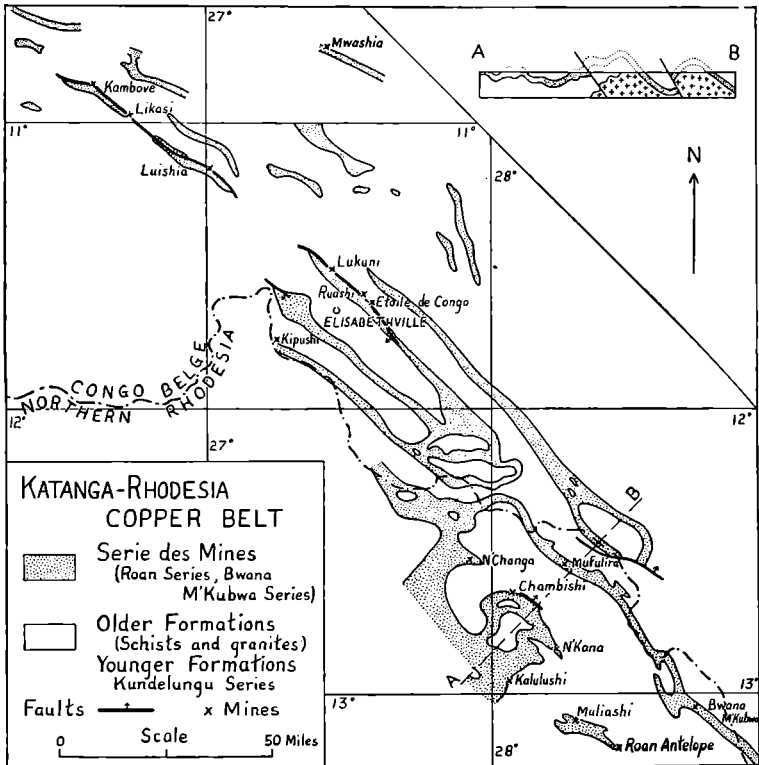 27°
Mwashia
A
B
Kambove
Likasi
11°
11°
Luishia
28°
N
Lukuni
Ruashi
Etoile de Congo
ELISABETHVILLE
Kipushi
CONGO BELGE
NORTHERN RHODESIA
12°
27°
12°
KATANGA-RHODESIA
COPPER BELT
Serie des Mines
(Roan Series, Bwana
M'Kubwa Series)
Older Formations
(Schists and granites)
Younger Formations
Kundelungu Series
Faults
x Mines
Scale
0
50 Miles
B
N'Changa
Mufulira
Chambishi
N'Kana
A
Kalulushi
13°
13°
Muliashi
Bwana
M'Kubwa
28°
Roan Antelope